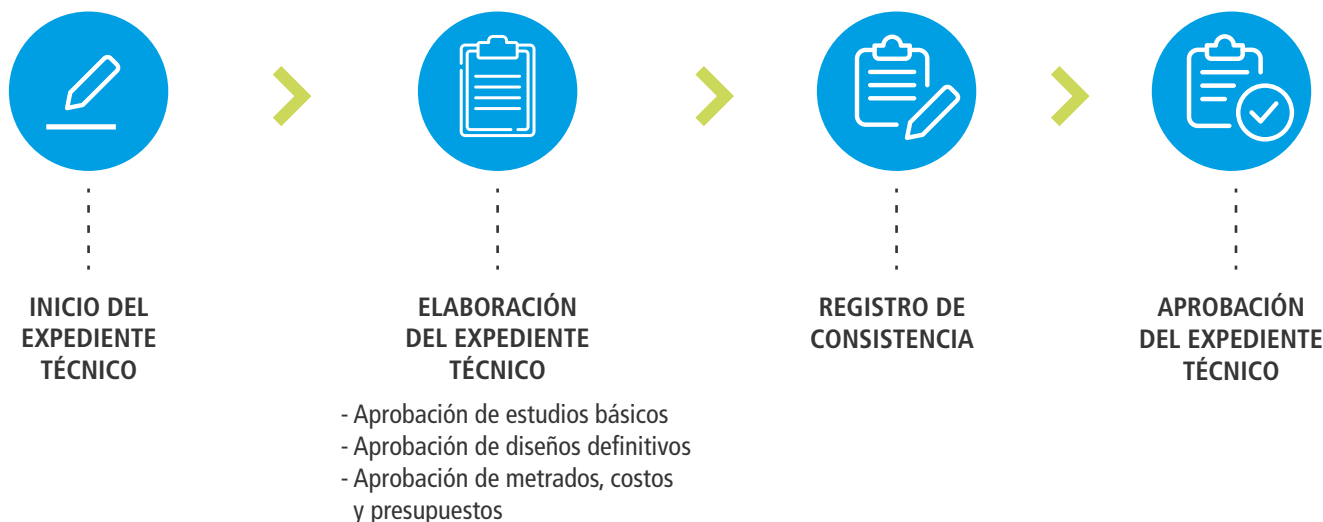 INICIO DEL
EXPEDIENTE
TÉCNICO
ELABORACIÓN
DEL EXPEDIENTE
TÉCNICO
- Aprobación de estudios básicos
- Aprobación de diseños definitivos
- Aprobación de metrados, costos
y presupuestos
REGISTRO DE
CONSISTENCIA
APROBACIÓN
DEL EXPEDIENTE
TÉCNICO